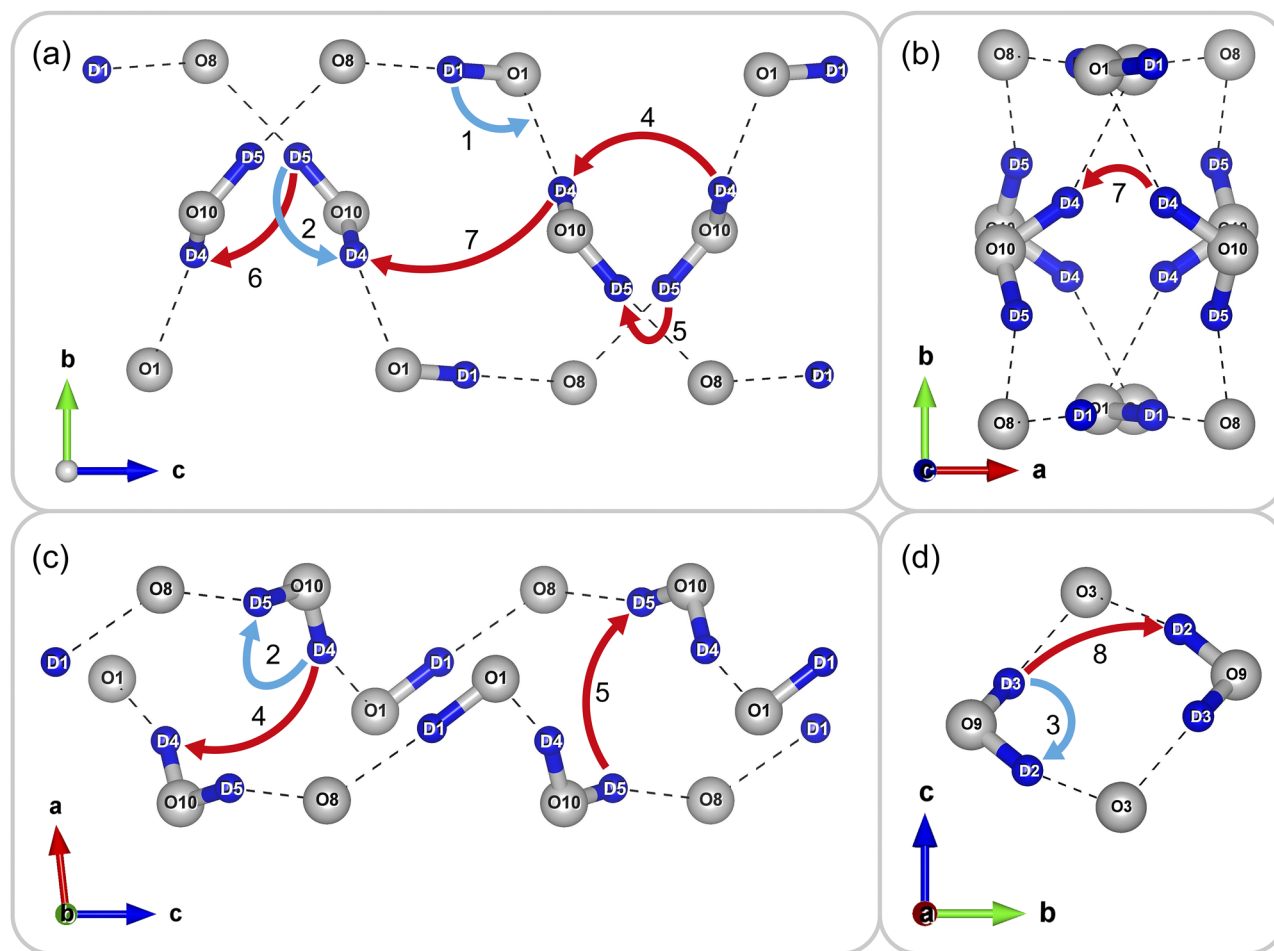 (a)
D1 O8 O8 D1 O1 O1 D1
1 4
D5 D5 D4 D4
O10 O10 2 O10 O10
D4 D4 7
6 D5 D5
5
O1 O1 D1 O8 O8 D1
b
c
(b)
O8 O1 D1 O8
D5 D5
7
D4 D4
O10 O10
D4 D4
D5 D5
b
O8 D1 O1 D1 O8
c a
(c)
O8 D5 O10 O8 D5 O10
D1 2 D4 D1 D4 D1
O1 O1 5
4 O1 O1
D4 D1 D4 D1
O10 D5 O8 O10 D5 O8
a
b c
(d)
O3
D2
8
D3 O9
O9 3 D3
D2
O3
c
a b